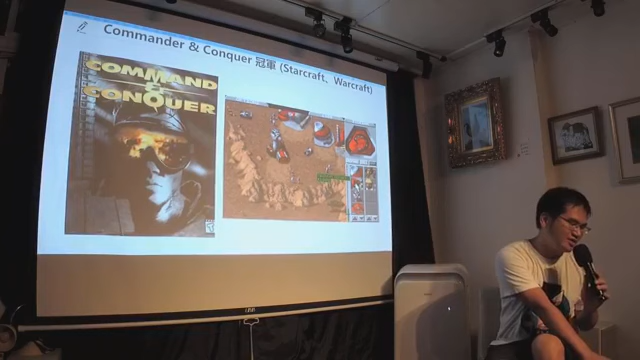 Commander & Conquer 冠軍 (Starcraft、Warcraft)
COMMAND
&
CONQUER